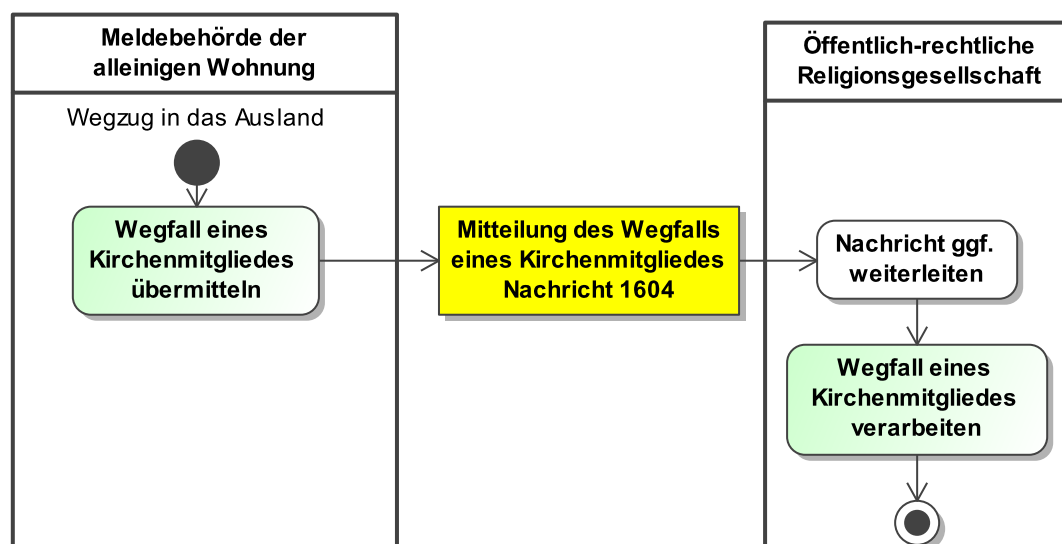 Meldebehörde der
alleinigen Wohnung
Wegzug in das Ausland
Wegfall eines
Kirchenmitgliedes
übermitteln
Mitteilung des Wegfalls
eines Kirchenmitgliedes
Nachricht 1604
Öffentlich-rechtliche
Religionsgesellschaft
Nachricht ggf.
weiterleiten
Wegfall eines
Kirchenmitgliedes
verarbeiten